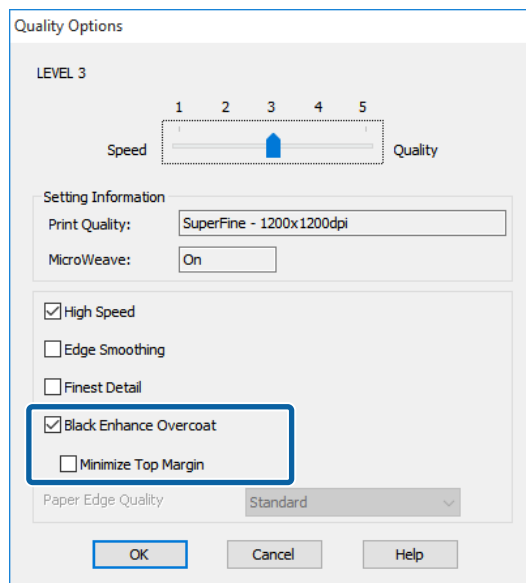 Quality Options
LEVEL 3
1 2 3 4 5
Speed Quality
Setting Information
Print Quality: SuperFine - 1200x1200dpi
MicroWeave: On
High Speed
Edge Smoothing
Finest Detail
Black Enhance Overcoat
Minimize Top Margin
Paper Edge Quality Standard
OK Cancel Help